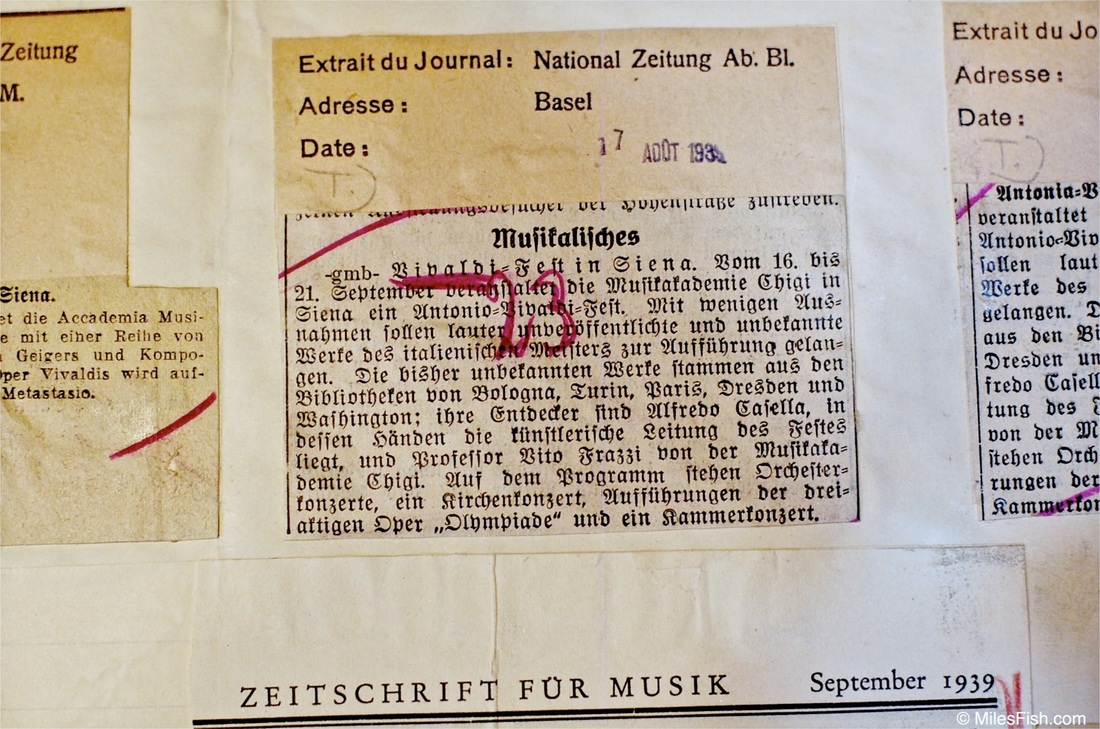 Zeitung
M.
Siena.
et die Accademia Musi-
e mit einer Reihe von
Geigers und Kompo-
per Vivaldis wird auf-
Metastasio.
Extrait du Journal: National Zeitung Ab. Bl.
Adresse: Basel
Date: 17 AOÛT 193
T.)
der Höhenstraße zustreben.
Musikalisches
-gmb- Vivaldi-Fest in Siena. Vom 16. bis
21. September veranstaltet die Musikakademie Chigi in
Siena ein Antonio-Vivaldi-Fest. Mit wenigen Aus-
nahmen sollen lauter unveröffentlichte und unbekannte
Werke des italienischen Meisters zur Aufführung gelan-
gen. Die bisher unbekannten Werke stammen aus den
Bibliotheken von Bologna, Turin, Paris, Dresden und
Washington; ihre Entdecker sind Alfredo Casella, in
dessen Händen die künstlerische Leitung des Festes
liegt, und Professor Vito Frazzi von der Musikaka-
demie Chigi. Auf dem Programm stehen Orchester-
konzerte, ein Kirchenkonzert, Aufführungen der drei-
aktigen Oper „Olympiade“ und ein Kammerkonzert.
Extrait du Jo
Adresse:
Date:
T.)
Antonia-V
veranstaltet
Antonio-Viv
sollen laut
Werke des
gelangen. D
aus den Bi
Dresden un
fredo Casell
tung des F
von der M
stehen Orch
rungen der
Kammerkon
ZEITSCHRIFT FÜR MUSIK September 1939
© MilesFish.com